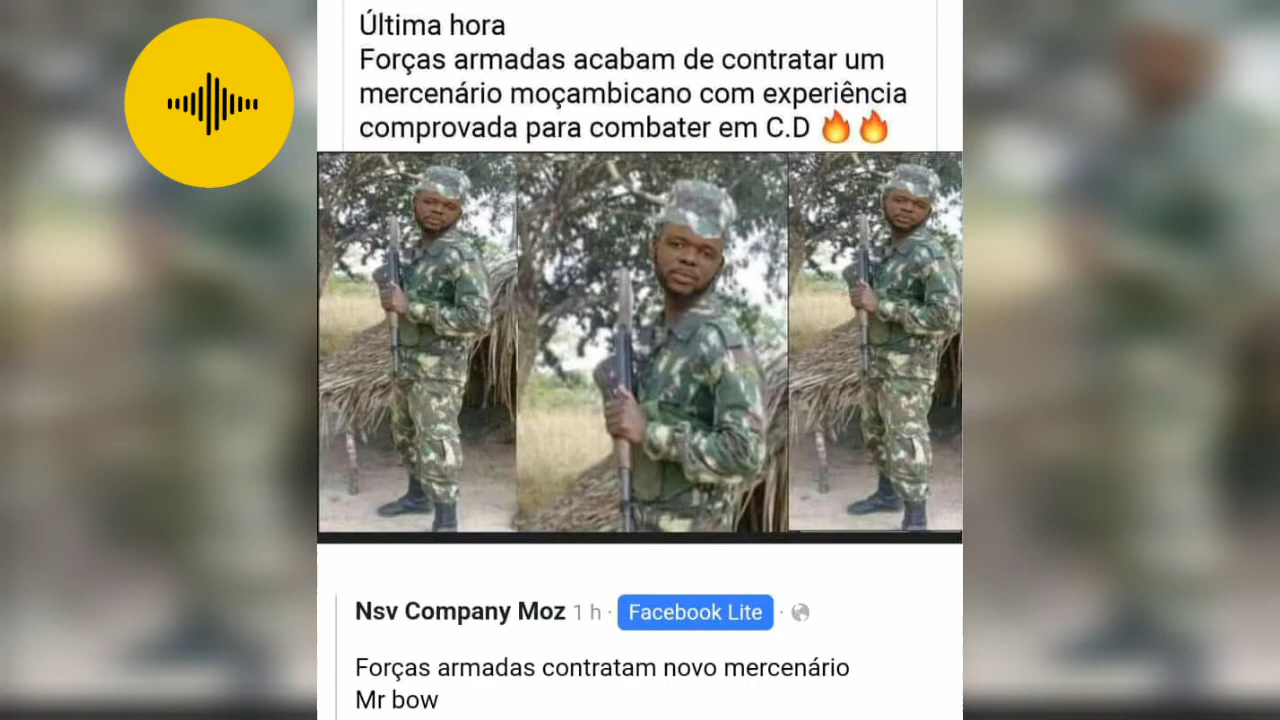 Última hora
Forças armadas acabam de contratar um
mercenário moçambicano com experiência
comprovada para combater em C.D 🔥🔥
Nsv Company Moz 1 h · Facebook Lite ·
Forças armadas contratam novo mercenário
Mr bow